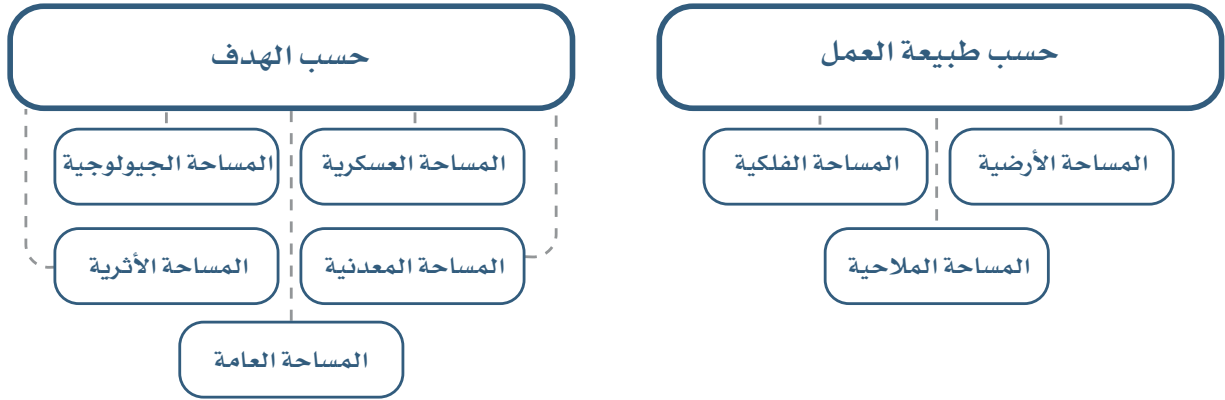 حسب طبيعة العمل
المساحة الأرضية
المساحة الفلكية
المساحة الملاحية
حسب الهدف
المساحة العسكرية
المساحة الجيولوجية
المساحة المعدنية
المساحة الأثرية
المساحة العامة